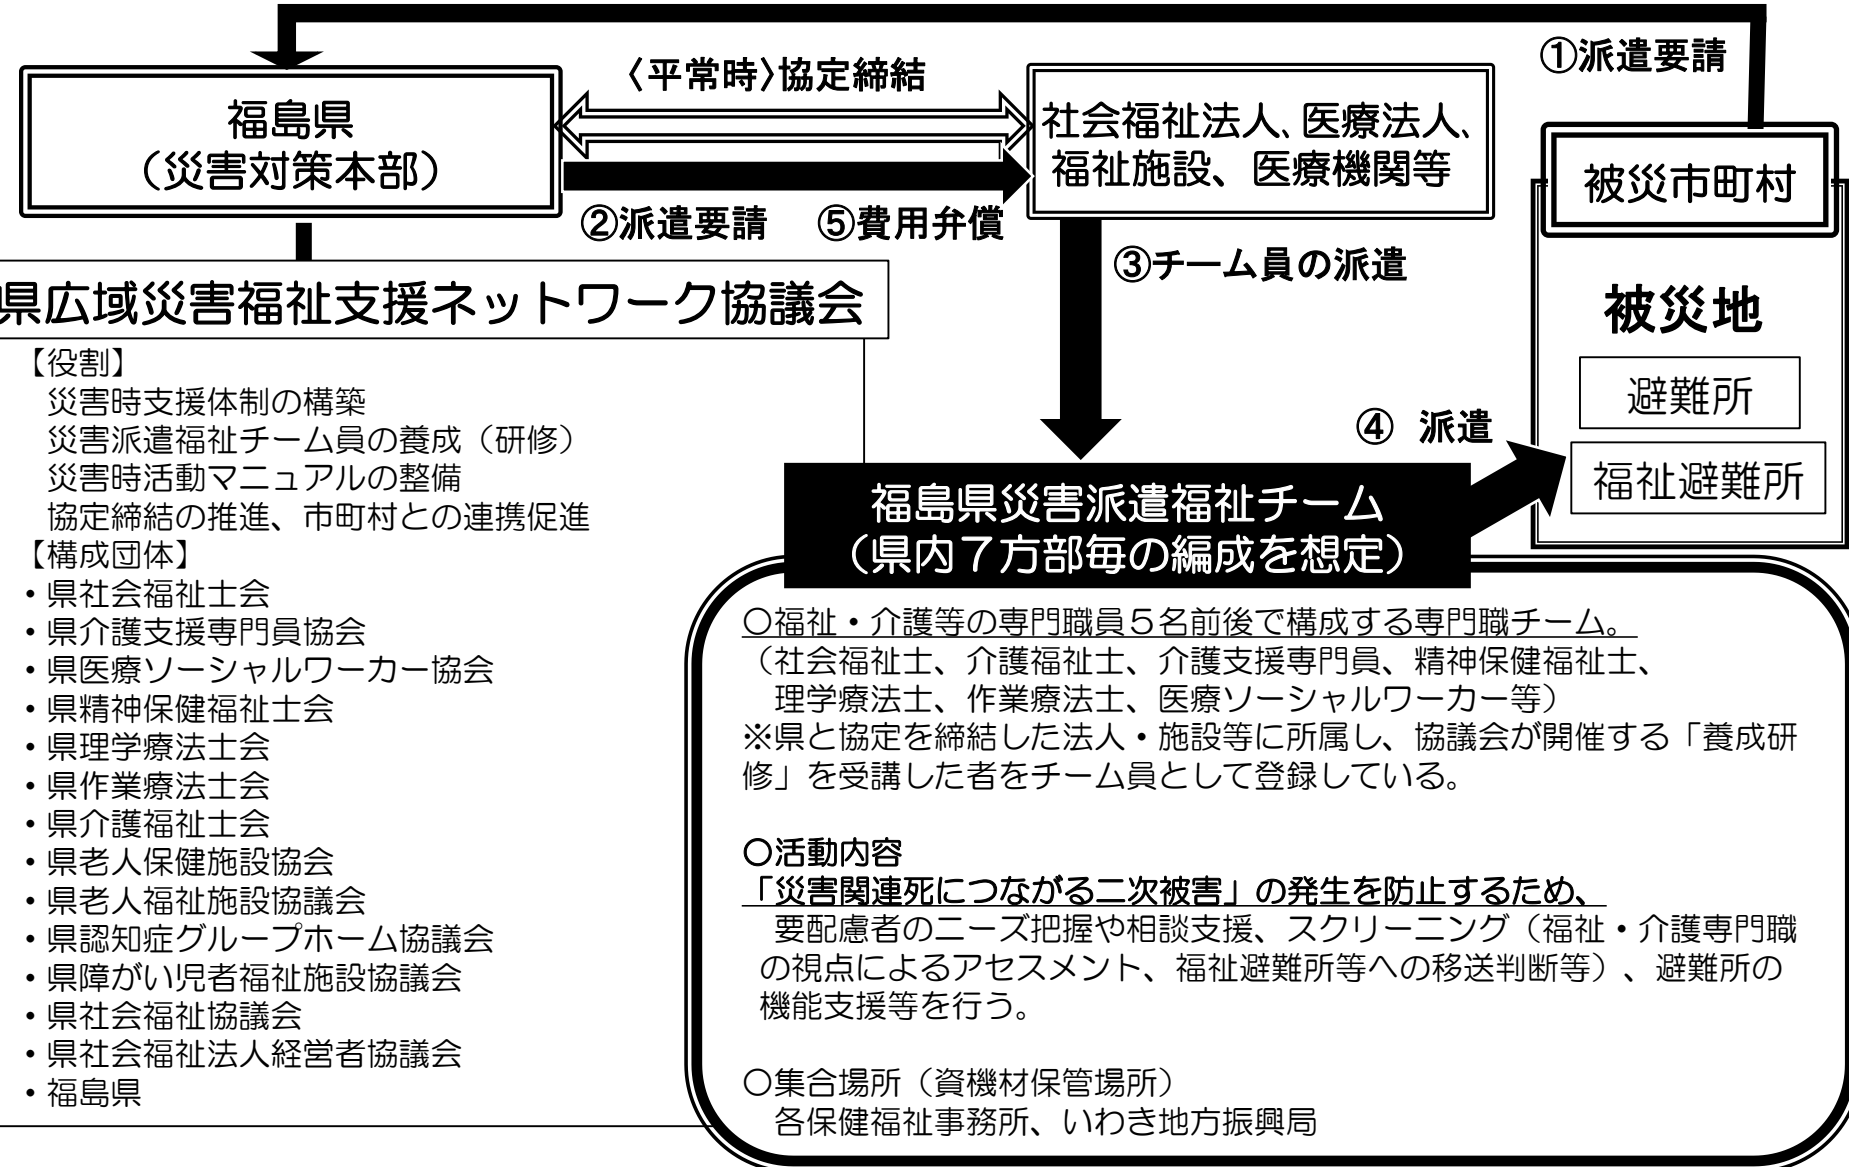 ①派遣要請
〈平常時〉協定締結
福島県
（災害対策本部）
社会福祉法人、医療法人、
福祉施設、医療機関等
②派遣要請　⑤費用弁償
被災市町村
被災地
避難所
福祉避難所
③チーム員の派遣
④ 派遣
県広域災害福祉支援ネットワーク協議会
【役割】
災害時支援体制の構築
災害派遣福祉チーム員の養成（研修）
災害時活動マニュアルの整備
協定締結の推進、市町村との連携促進
【構成団体】
・県社会福祉士会
・県介護支援専門員協会
・県医療ソーシャルワーカー協会
・県精神保健福祉士会
・県理学療法士会
・県作業療法士会
・県介護福祉士会
・県老人保健施設協会
・県老人福祉施設協議会
・県認知症グループホーム協議会
・県障がい児者福祉施設協議会
・県社会福祉協議会
・県社会福祉法人経営者協議会
・福島県
福島県災害派遣福祉チーム
（県内７方部毎の編成を想定）
○福祉・介護等の専門職員５名前後で構成する専門職チーム。
（社会福祉士、介護福祉士、介護支援専門員、精神保健福祉士、
理学療法士、作業療法士、医療ソーシャルワーカー等）
※県と協定を締結した法人・施設等に所属し、協議会が開催する「養成研
修」を受講した者をチーム員として登録している。
○活動内容
「災害関連死につながる二次被害」の発生を防止するため、
要配慮者のニーズ把握や相談支援、スクリーニング（福祉・介護専門職
の視点によるアセスメント、福祉避難所等への移送判断等）、避難所の
機能支援等を行う。
○集合場所（資機材保管場所）
各保健福祉事務所、いわき地方振興局